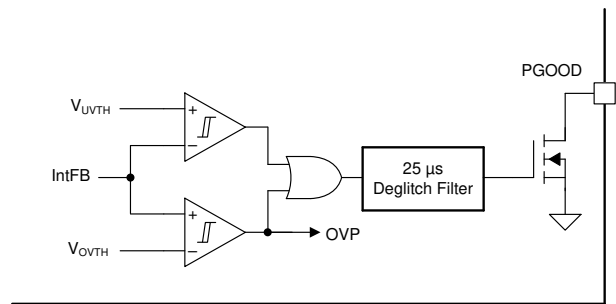 PGOOD
V_UVTH
+
−
IntFB
25 µs
Deglitch Filter
+
−
V_OVTH
OVP